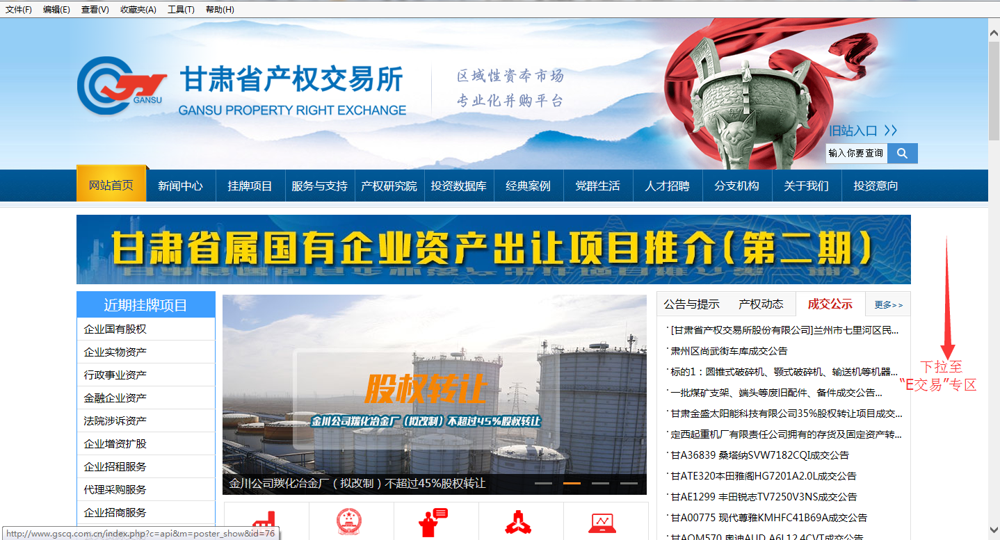 文件(F) 编辑(E) 查看(V) 收藏夹(A) 工具(T) 帮助(H)
GANSU
甘肃省产权交易所
GANSU PROPERTY RIGHT EXCHANGE
区域性资本市场
专业化并购平台
旧站入口 >>
输入你要查询
网站首页 新闻中心 挂牌项目 服务与支持 产权研究院 投资数据库 经典案例 党群生活 人才招聘 分支机构 关于我们 投资意向
甘肃省属国有企业资产出让项目推介(第二期)
近期挂牌项目
企业国有股权
企业实物资产
行政事业资产
金融企业资产
法院涉诉资产
企业增资扩股
企业招租服务
代理采购服务
企业招商服务
股权转让
金川公司羰化冶金厂（拟改制）不超过45%股权转让
金川公司羰化冶金厂（拟改制）不超过45%股权转让
公告与提示 产权动态 成交公示 更多>>
[甘肃省产权交易所股份有限公司]兰州市七里河区民...
肃州区尚武街车库成交公告
标的1：圆锥式破碎机、颚式破碎机、输送机等机器...
一批煤矿支架、端头等废旧配件、备件成交公告...
甘肃金盛太阳能科技有限公司35%股权转让项目成交...
定西起重机厂有限责任公司拥有的存货及固定资产转...
甘A36839 桑塔纳SVW7182CQI成交公告
甘ATE320本田雅阁HG7201A2.0L成交公告
甘AE1299 丰田锐志TV7250V3NS成交公告
甘A00775 现代尊雅KMHFC41B69A成交公告
甘AQM570 奥迪AUD A6L12.4CVT成交公告
下拉至
“E交易”专区
http://www.gscq.com.cn/index.php?c=api&m=poster_show&id=76